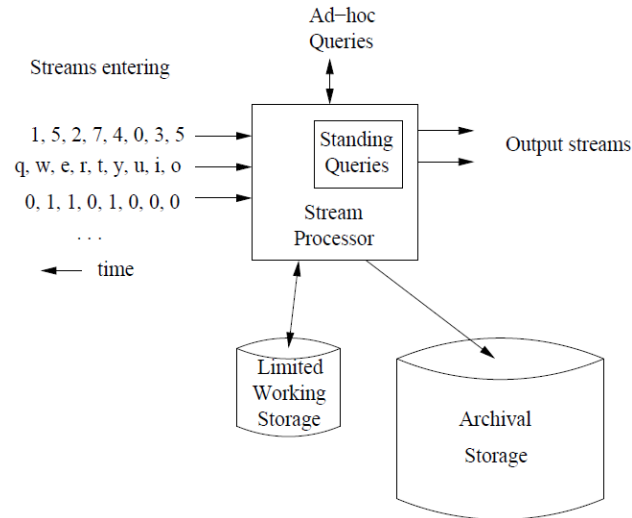 Ad−hoc
Queries
Streams entering
1, 5, 2, 7, 4, 0, 3, 5
q, w, e, r, t, y, u, i, o
0, 1, 1, 0, 1, 0, 0, 0
. . .
time
Standing
Queries
Stream
Processor
Output streams
Limited
Working
Storage
Archival
Storage